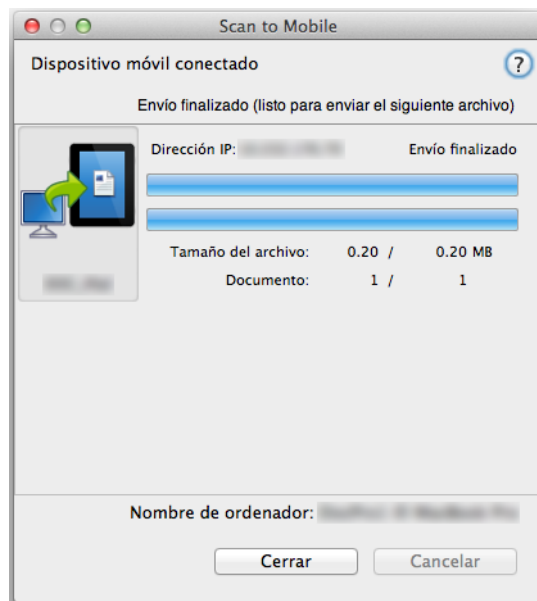 Scan to Mobile
Dispositivo móvil conectado
?
Envío finalizado (listo para enviar el siguiente archivo)
Dirección IP: Envío finalizado
Tamaño del archivo: 0.20 / 0.20 MB
Documento: 1 / 1
Nombre de ordenador:
Cerrar Cancelar